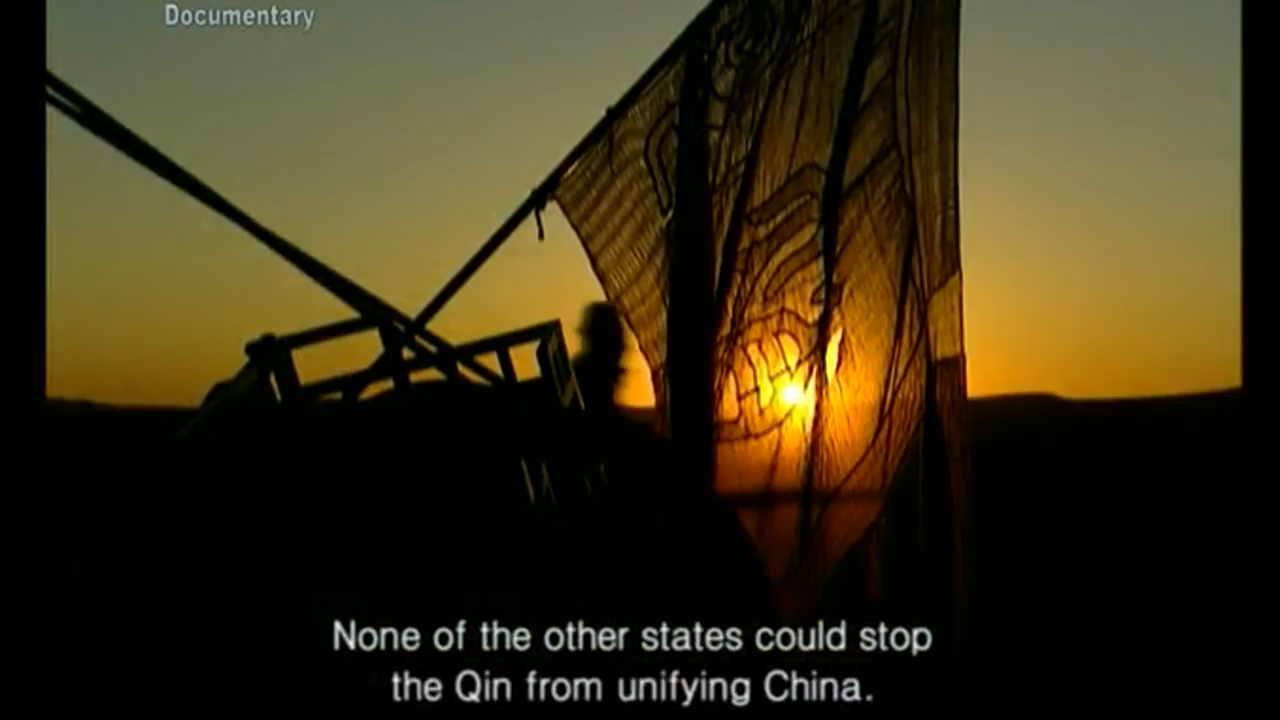 Documentary
None of the other states could stop
the Qin from unifying China.